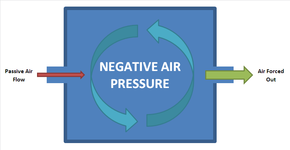 Passive Air
Flow
NEGATIVE AIR
PRESSURE
Air Forced
Out